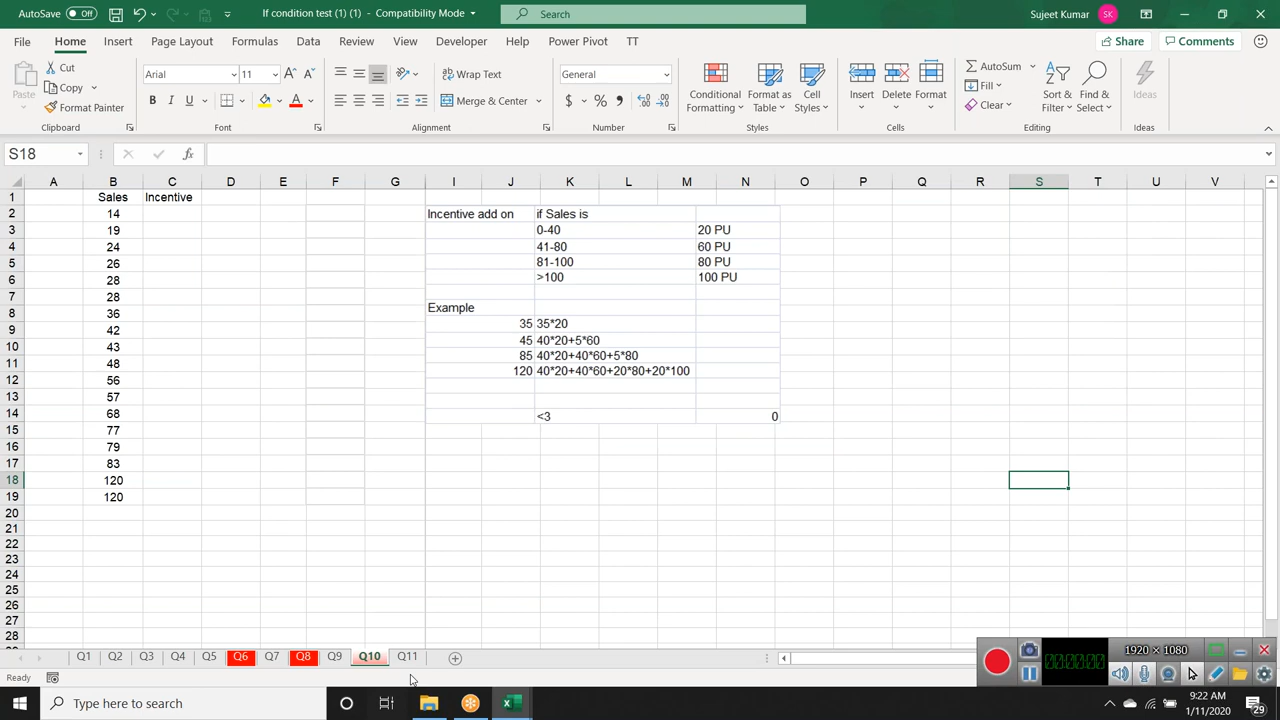 AutoSave Off If condition test (1) (1) - Compatibility Mode Search Sujeet Kumar SK
File Home Insert Page Layout Formulas Data Review View Developer Help Power Pivot TT Share Comments
Paste Cut Copy Format Painter Clipboard
Arial 11 A A B I U A Font
Wrap Text Merge & Center Alignment
General $ % , Number
Conditional Formatting Format as Table Cell Styles Styles
Insert Delete Format Cells
AutoSum Fill Clear Sort & Filter Find & Select Editing
Ideas Ideas
S18 fx
A B C D E F G I J K L M N O P Q R S T U V
1 Sales Incentive
2 14 Incentive add on if Sales is
3 19 0-40 20 PU
4 24 41-80 60 PU
5 26 81-100 80 PU
6 28 >100 100 PU
7 28
8 36 Example
9 42 35 35*20
10 43 45 40*20+5*60
11 48 85 40*20+40*60+5*80
12 56 120 40*20+40*60+20*80+20*100
13 57
14 68 <3 0
15 77
16 79
17 83
18 120
19 120
20
21
22
23
24
25
26
27
28
Q1 Q2 Q3 Q4 Q5 Q6 Q7 Q8 Q9 Q10 Q11
00:00:00 1920 × 1080
Ready
Type here to search
9:22 AM
1/11/2020
29